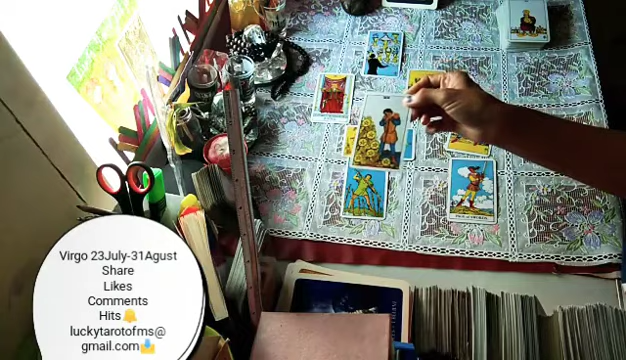 Virgo 23July-31Agust
Share
Likes
Comments
Hits🔔
luckytarotofms@
gmail.com📩